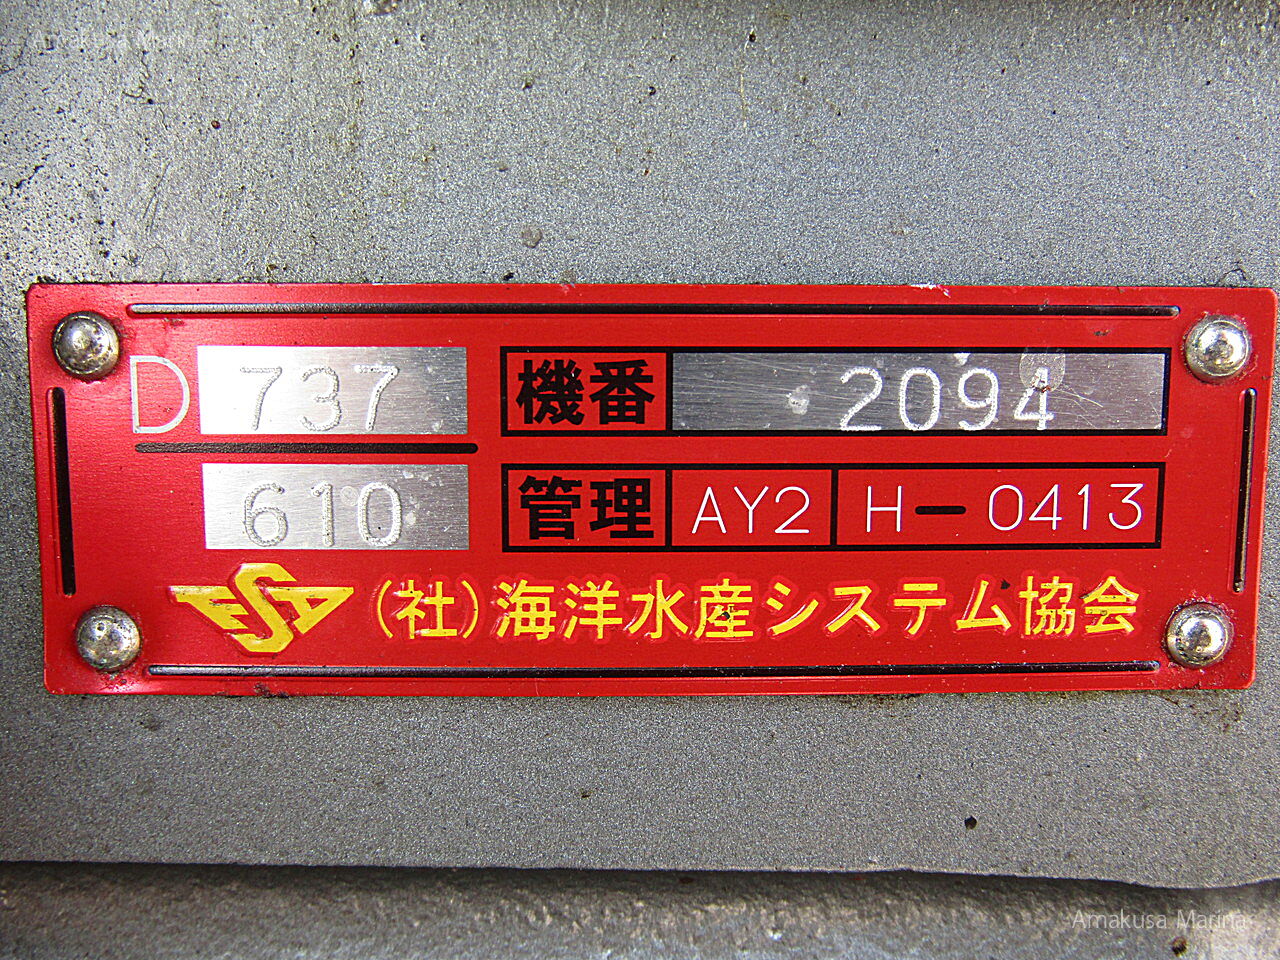 D 737 機番 2094
610 管理 AY2 H-0413
FSA (社)海洋水産システム協会
Amakusa Marina